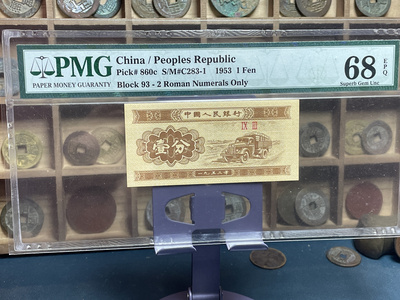 PMG
PAPER MONEY GUARANTY
China / Peoples Republic
Pick# 860c S/M#C283-1 1953 1 Fen
Block 93 - 2 Roman Numerals Only
68 EPQ
Superb Gem Unc
中国人民银行
IX III
壹分
一九五三年